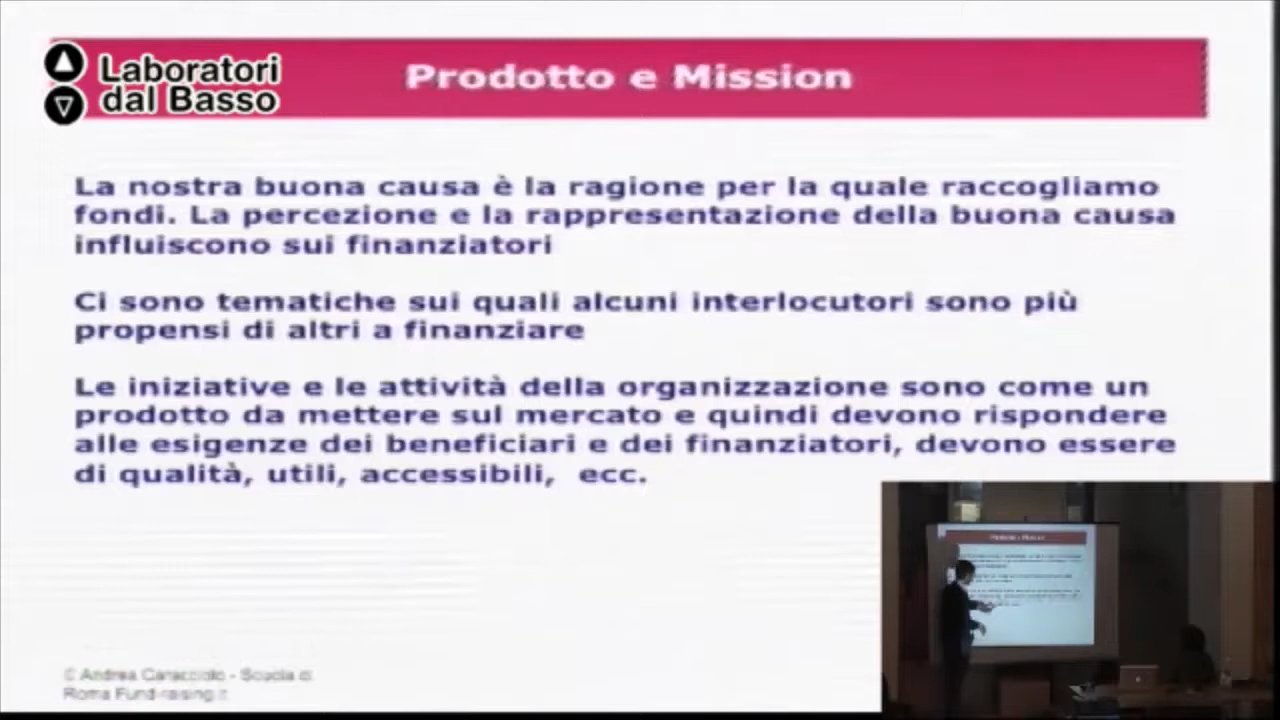 Laboratori
dal Basso
Prodotto e Mission
La nostra buona causa è la ragione per la quale raccogliamo
fondi. La percezione e la rappresentazione della buona causa
influiscono sui finanziatori
Ci sono tematiche sui quali alcuni interlocutori sono più
propensi di altri a finanziare
Le iniziative e le attività della organizzazione sono come un
prodotto da mettere sul mercato e quindi devono rispondere
alle esigenze dei beneficiari e dei finanziatori, devono essere
di qualità, utili, accessibili, ecc.
© Andrea Caracciolo - Scuola di
Roma Fund-raising.it